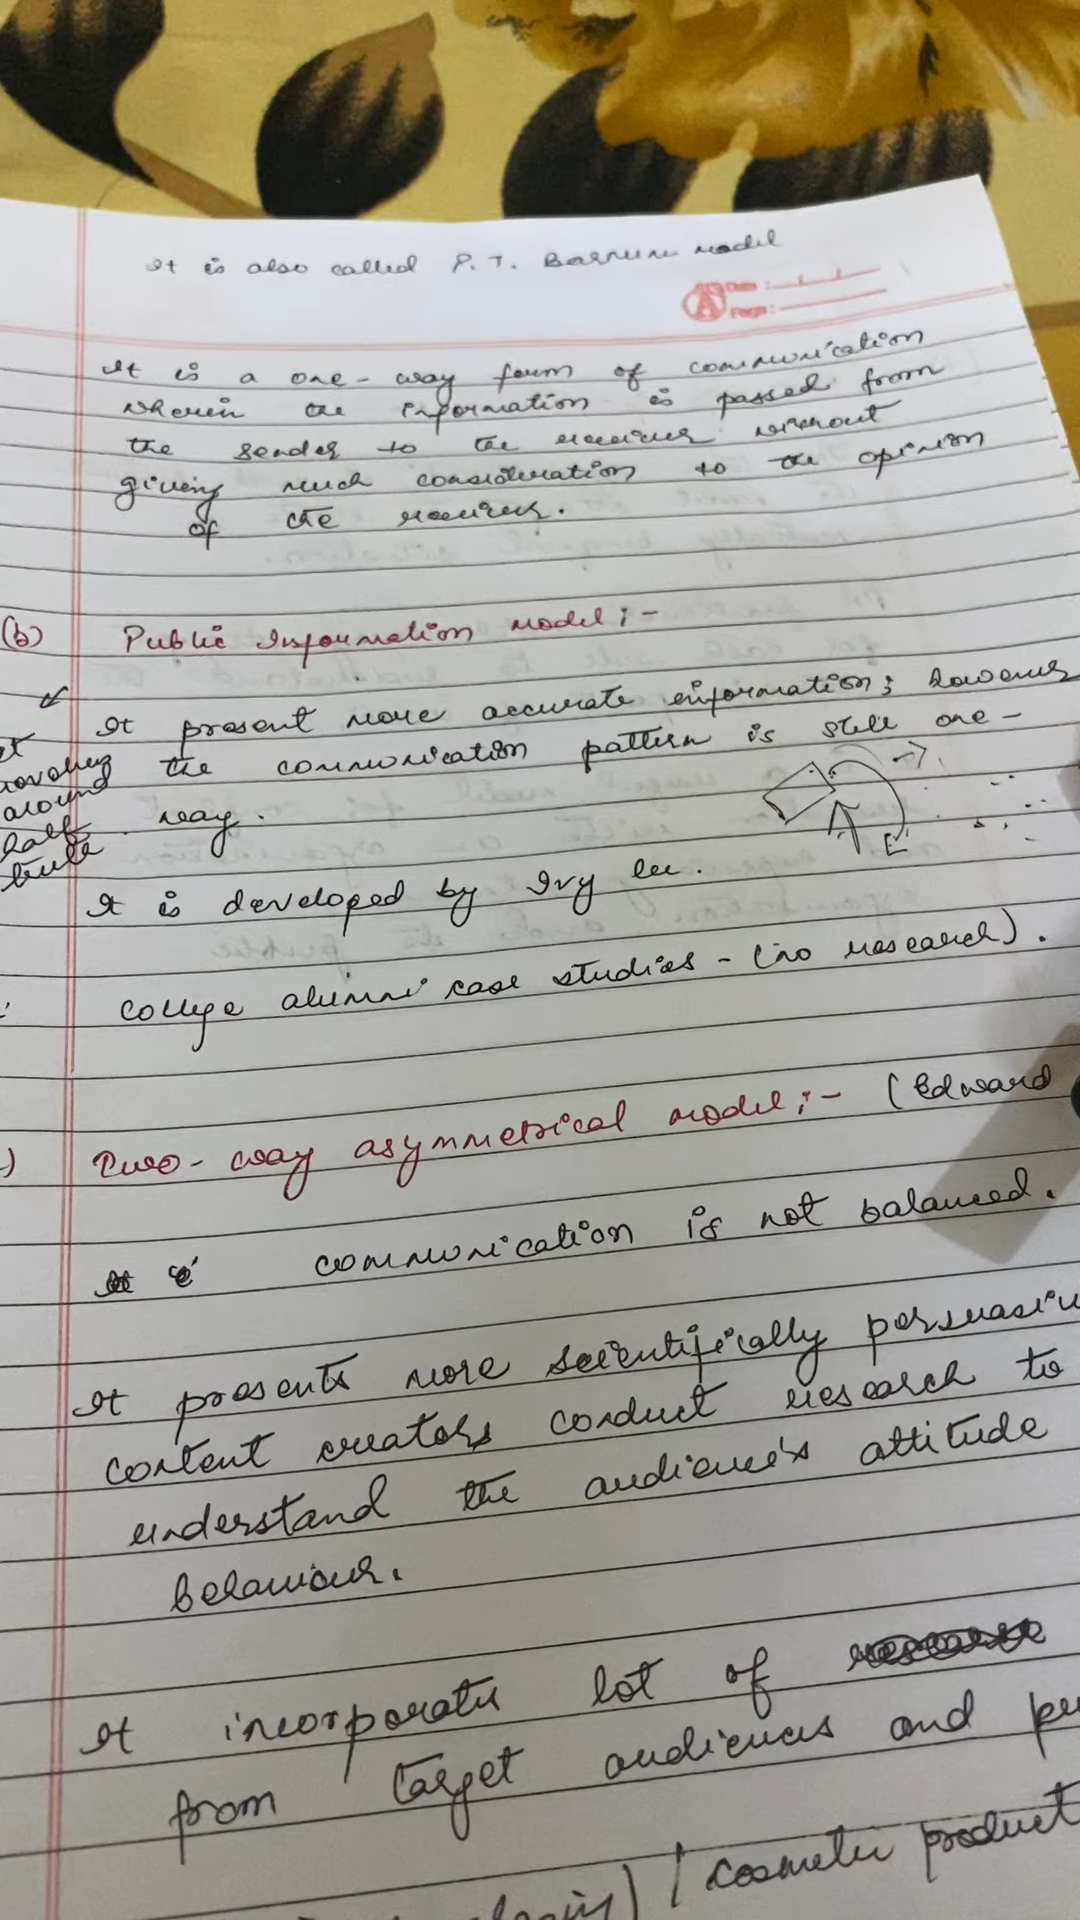 It is also called P. T. Barnum model
Date :
Page :
It is a one-way form of communication
wherein the information is passed from
the sender to the receiver without
giving much consideration to the opinion
of the receiver.
(b) Public Information model :-
It present more accurate information; however
the communication pattern is still one-
way.
around
half
truth
It is developed by Ivy lee.
college alumni case studies - (no research).
Two-way asymmetrical model :- (Edward
communication is not balanced.
It presents more scientifically persuasiv
content creators conduct research to
understand the audience's attitude
behaviour.
It incorporate lot of
from target audiences and
) / cosmetic product